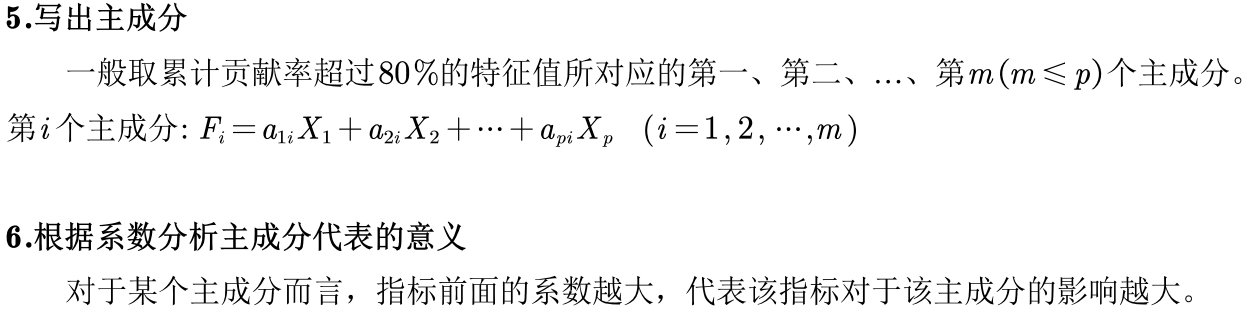 5.写出主成分
一般取累计贡献率超过80%的特征值所对应的第一、第二、…、第m(m⩽p)个主成分。
第i个主成分: F_i = a_{1i}X_1 + a_{2i}X_2 + ⋯ + a_{pi}X_p (i = 1, 2, ⋯, m)
6.根据系数分析主成分代表的意义
对于某个主成分而言，指标前面的系数越大，代表该指标对于该主成分的影响越大。